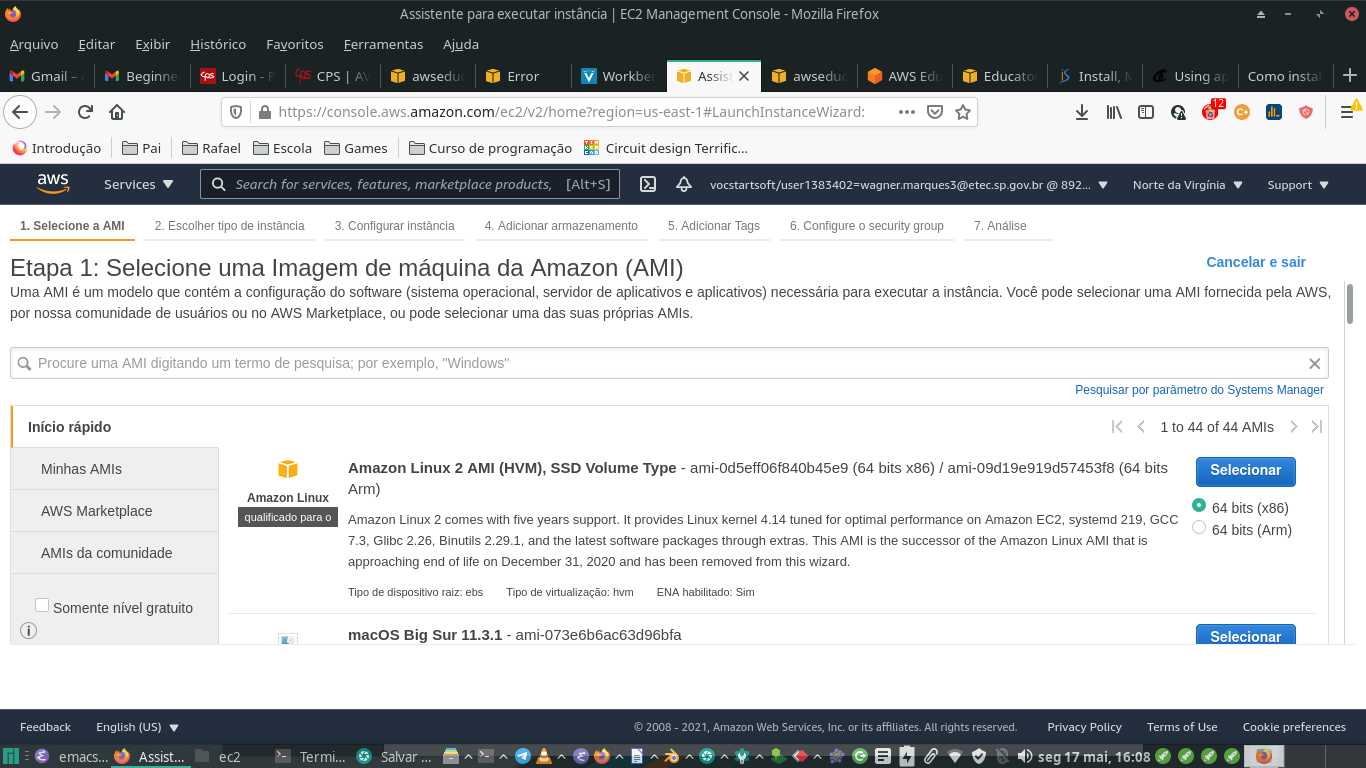 Assistente para executar instância | EC2 Management Console - Mozilla Firefox
Arquivo Editar Exibir Histórico Favoritos Ferramentas Ajuda
Gmail – Beginner Login - CPS | AV awseduc Error Workben Assist awseduc AWS Edu Educato Install, Using ap Como instal
https://console.aws.amazon.com/ec2/v2/home?region=us-east-1#LaunchInstanceWizard:
12
Introdução Pai Rafael Escola Games Curso de programação Circuit design Terrific...
aws Services Search for services, features, marketplace products, [Alt+S] vocstartsoft/user1383402=wagner.marques3@etec.sp.gov.br @ 892... Norte da Virgínia Support
1. Selecione a AMI 2. Escolher tipo de instância 3. Configurar instância 4. Adicionar armazenamento 5. Adicionar Tags 6. Configure o security group 7. Análise
Etapa 1: Selecione uma Imagem de máquina da Amazon (AMI) Cancelar e sair
Uma AMI é um modelo que contém a configuração do software (sistema operacional, servidor de aplicativos e aplicativos) necessária para executar a instância. Você pode selecionar uma AMI fornecida pela AWS,
por nossa comunidade de usuários ou no AWS Marketplace, ou pode selecionar uma das suas próprias AMIs.
Procure uma AMI digitando um termo de pesquisa; por exemplo, "Windows"
Pesquisar por parâmetro do Systems Manager
Início rápido
1 to 44 of 44 AMIs
Minhas AMIs
AWS Marketplace
AMIs da comunidade
Somente nível gratuito
Amazon Linux
qualificado para o
Amazon Linux 2 AMI (HVM), SSD Volume Type - ami-0d5eff06f840b45e9 (64 bits x86) / ami-09d19e919d57453f8 (64 bits
Arm)
Amazon Linux 2 comes with five years support. It provides Linux kernel 4.14 tuned for optimal performance on Amazon EC2, systemd 219, GCC
7.3, Glibc 2.26, Binutils 2.29.1, and the latest software packages through extras. This AMI is the successor of the Amazon Linux AMI that is
approaching end of life on December 31, 2020 and has been removed from this wizard.
Tipo de dispositivo raiz: ebs Tipo de virtualização: hvm ENA habilitado: Sim
Selecionar
64 bits (x86)
64 bits (Arm)
macOS Big Sur 11.3.1 - ami-073e6b6ac63d96bfa
Selecionar
Feedback English (US) © 2008 - 2021, Amazon Web Services, Inc. or its affiliates. All rights reserved. Privacy Policy Terms of Use Cookie preferences
emacs... Assist... ec2 Termi... Salvar ... seg 17 mai, 16:08